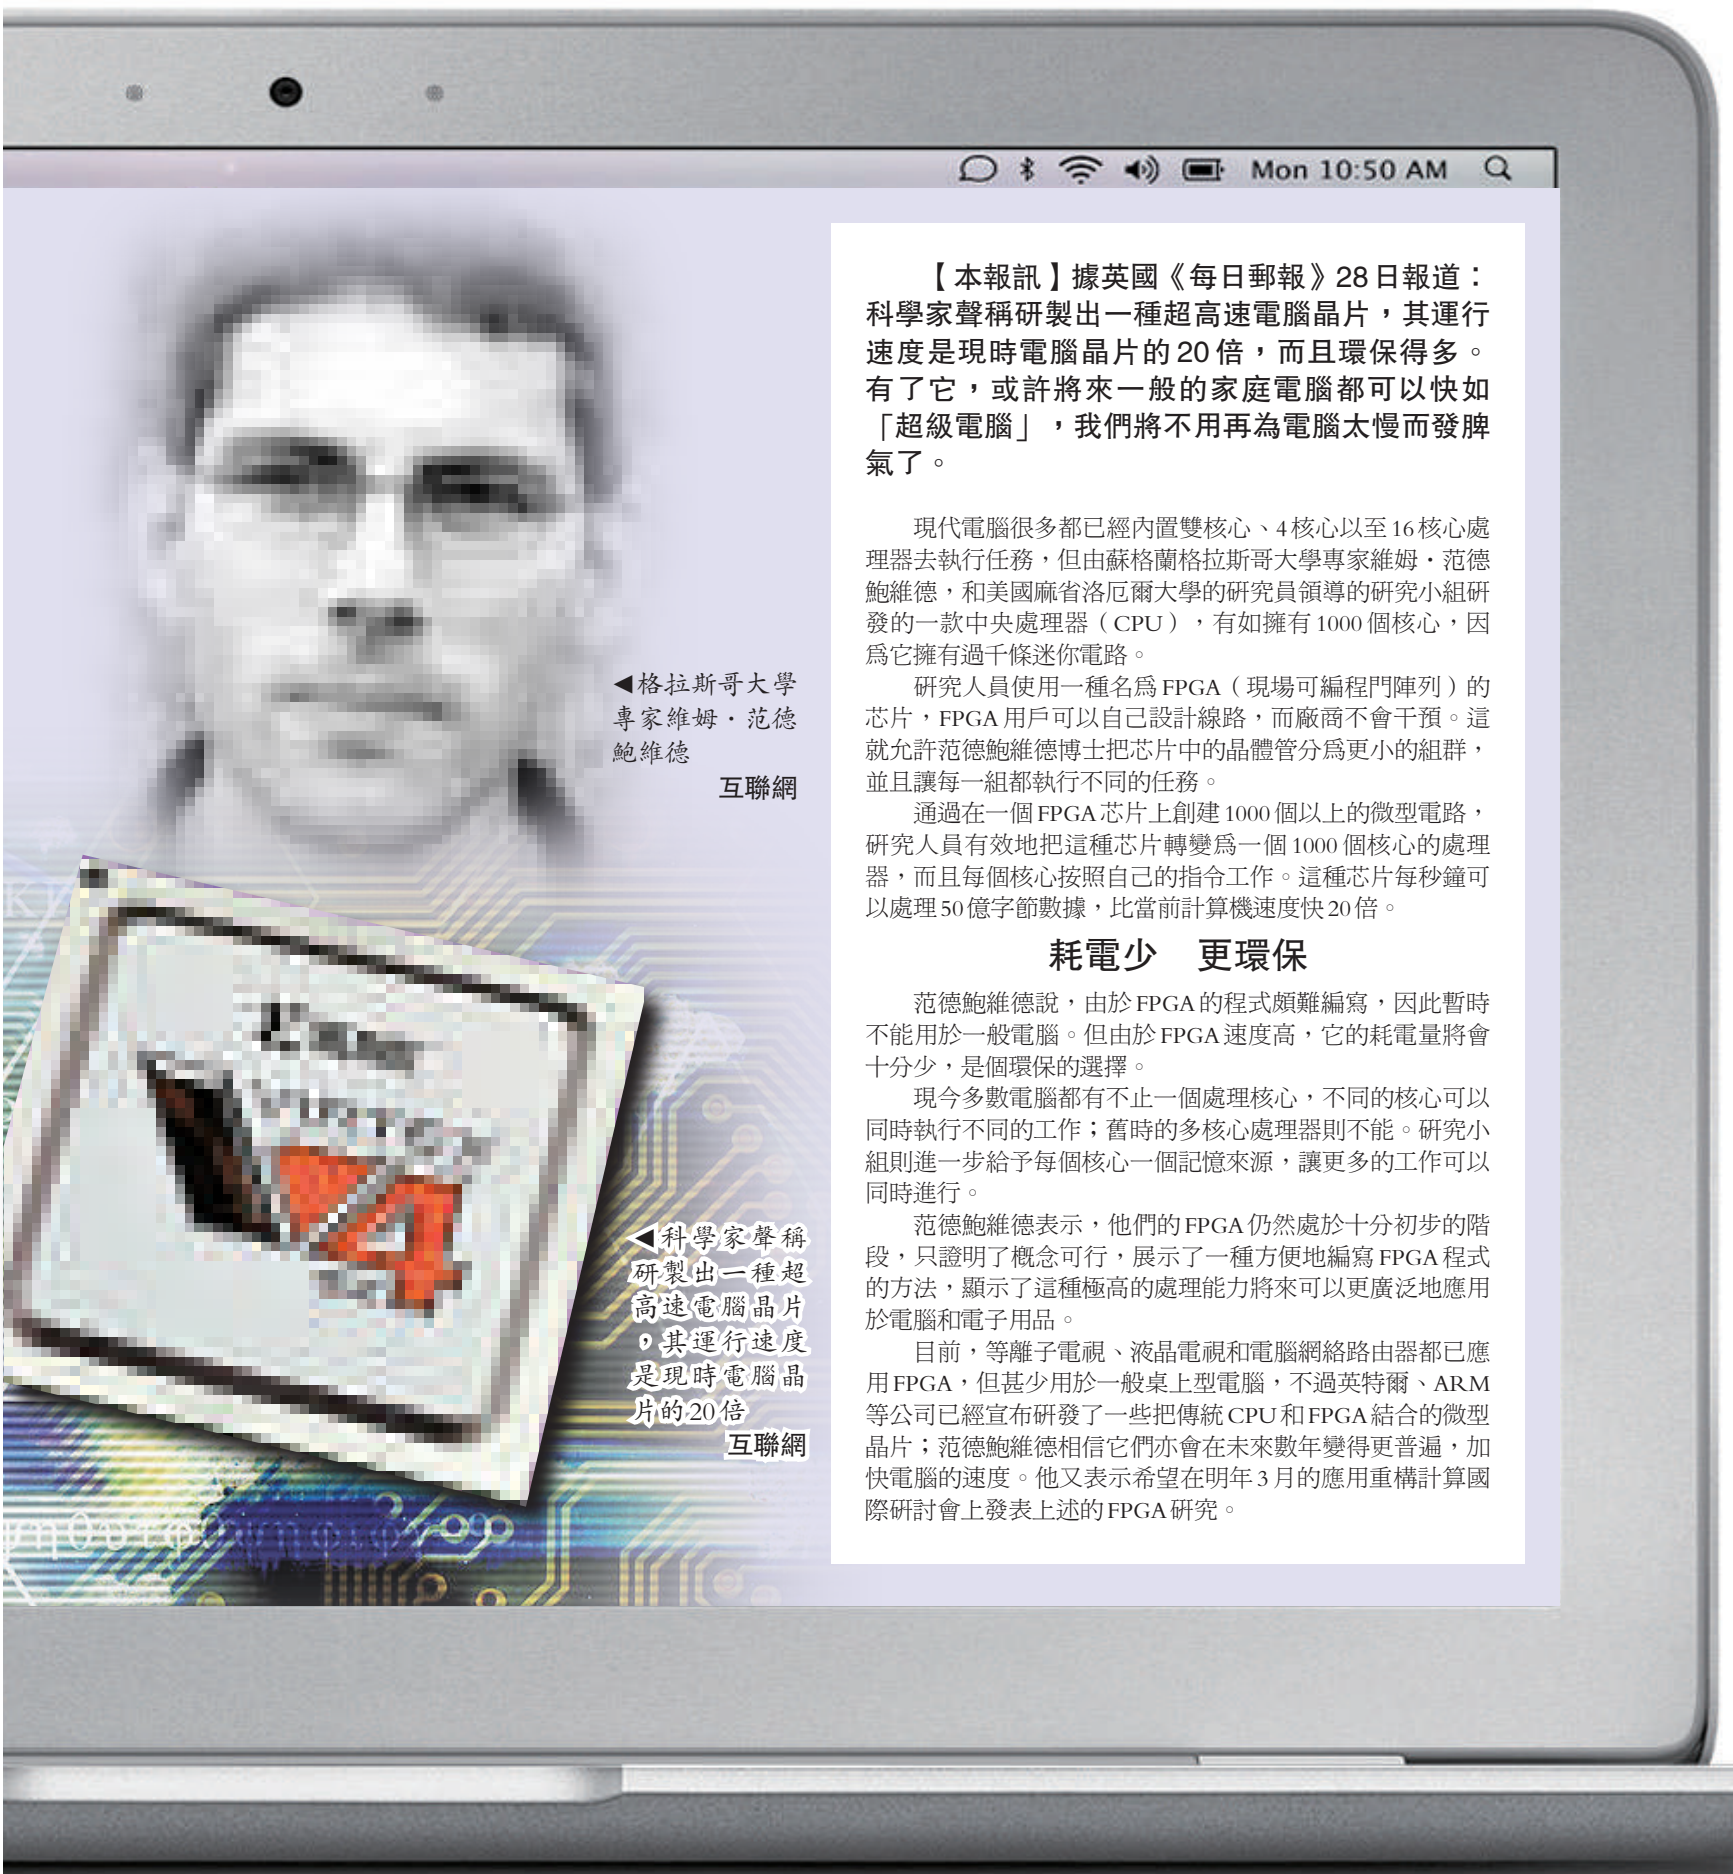 Mon 10:50 AM
【本報訊】據英國《每日郵報》28日報道：
科學家聲稱研製出一種超高速電腦晶片，其運行
速度是現時電腦晶片的20倍，而且環保得多。
有了它，或許將來一般的家庭電腦都可以快如
「超級電腦」，我們將不用再為電腦太慢而發脾
氣了。
現代電腦很多都已經內置雙核心、4核心以至16核心處
理器去執行任務，但由蘇格蘭格拉斯哥大學專家維姆・范德
鮑維德，和美國麻省洛厄爾大學的研究員領導的研究小組研
發的一款中央處理器（CPU），有如擁有1000個核心，因
爲它擁有過千條迷你電路。
研究人員使用一種名爲FPGA（現場可編程門陣列）的
芯片，FPGA用戶可以自己設計線路，而廠商不會干預。這
就允許范德鮑維德博士把芯片中的晶體管分爲更小的組群，
並且讓每一組都執行不同的任務。
通過在一個FPGA芯片上創建1000個以上的微型電路，
研究人員有效地把這種芯片轉變爲一個1000個核心的處理
器，而且每個核心按照自己的指令工作。這種芯片每秒鐘可
以處理50億字節數據，比當前計算機速度快20倍。
耗電少　更環保
范德鮑維德說，由於FPGA的程式頗難編寫，因此暫時
不能用於一般電腦。但由於FPGA速度高，它的耗電量將會
十分少，是個環保的選擇。
現今多數電腦都有不止一個處理核心，不同的核心可以
同時執行不同的工作；舊時的多核心處理器則不能。研究小
組則進一步給予每個核心一個記憶來源，讓更多的工作可以
同時進行。
范德鮑維德表示，他們的FPGA仍然處於十分初步的階
段，只證明了概念可行，展示了一種方便地編寫FPGA程式
的方法，顯示了這種極高的處理能力將來可以更廣泛地應用
於電腦和電子用品。
目前，等離子電視、液晶電視和電腦網絡路由器都已應
用FPGA，但甚少用於一般桌上型電腦，不過英特爾、ARM
等公司已經宣布研發了一些把傳統CPU和FPGA結合的微型
晶片；范德鮑維德相信它們亦會在未來數年變得更普遍，加
快電腦的速度。他又表示希望在明年3月的應用重構計算國
際研討會上發表上述的FPGA研究。
◀格拉斯哥大學
專家維姆・范德
鮑維德
互聯網
◀科學家聲稱
研製出一種超
高速電腦晶片
，其運行速度
是現時電腦晶
片的20倍
互聯網
4